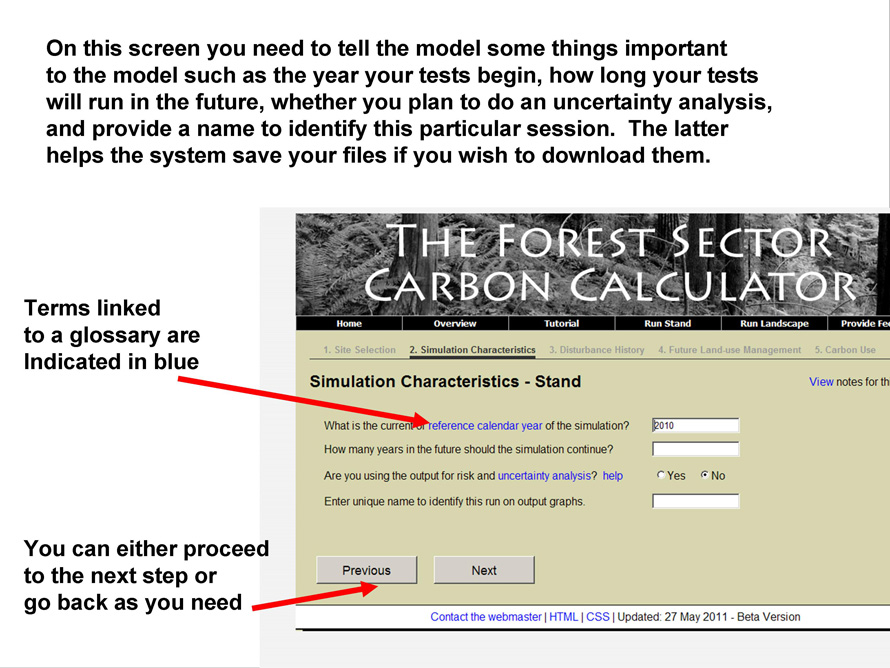 On this screen you need to tell the model some things important
to the model such as the year your tests begin, how long your tests
will run in the future, whether you plan to do an uncertainty analysis,
and provide a name to identify this particular session.  The latter
helps the system save your files if you wish to download them.
THE FOREST SECTOR
CARBON CALCULATOR
Home Overview Tutorial Run Stand Run Landscape Provide Fee
1. Site Selection 2. Simulation Characteristics 3. Disturbance History 4. Future Land-use Management 5. Carbon Use
Simulation Characteristics - Stand
View notes for th
Terms linked
to a glossary are
Indicated in blue
What is the current or reference calendar year of the simulation? 2010
How many years in the future should the simulation continue?
Are you using the output for risk and uncertainty analysis? help Yes No
Enter unique name to identify this run on output graphs.
You can either proceed
to the next step or
go back as you need
Previous Next
Contact the webmaster | HTML | CSS | Updated: 27 May 2011 - Beta Version